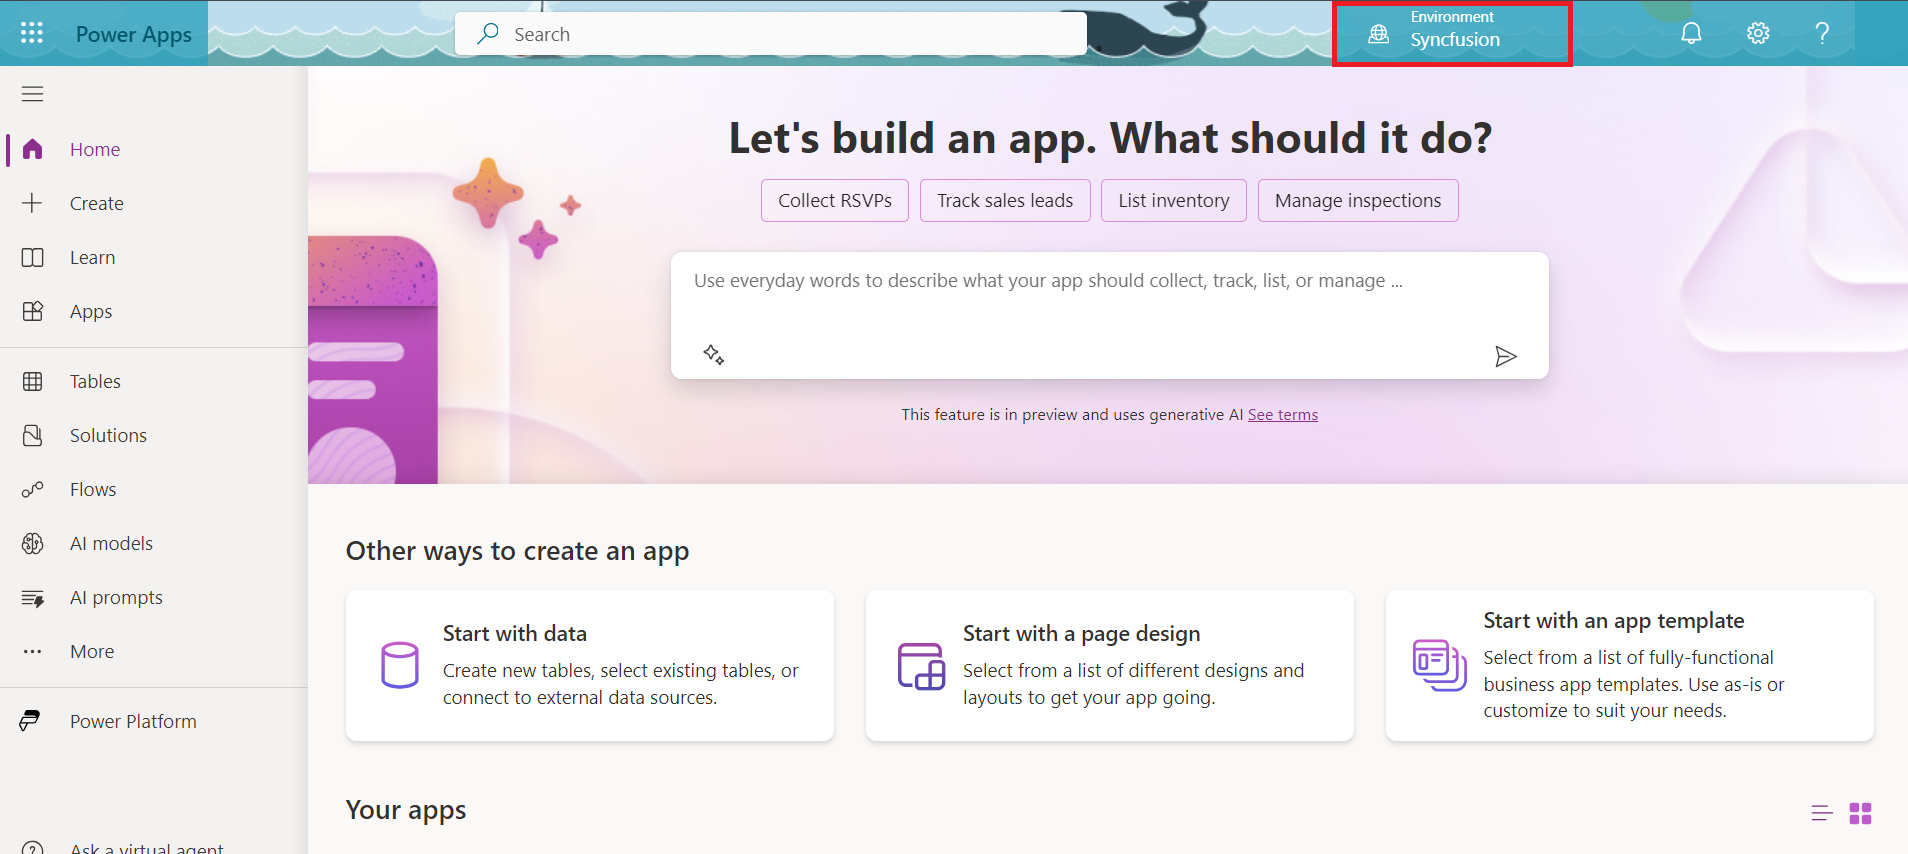 Power Apps
Search
Environment
Syncfusion
Home
Create
Learn
Apps
Tables
Solutions
Flows
AI models
AI prompts
More
Power Platform
Ask a virtual agent
Let's build an app. What should it do?
Collect RSVPs
Track sales leads
List inventory
Manage inspections
Use everyday words to describe what your app should collect, track, list, or manage ...
This feature is in preview and uses generative AI See terms
Other ways to create an app
Start with data
Create new tables, select existing tables, or
connect to external data sources.
Start with a page design
Select from a list of different designs and
layouts to get your app going.
Start with an app template
Select from a list of fully-functional
business app templates. Use as-is or
customize to suit your needs.
Your apps